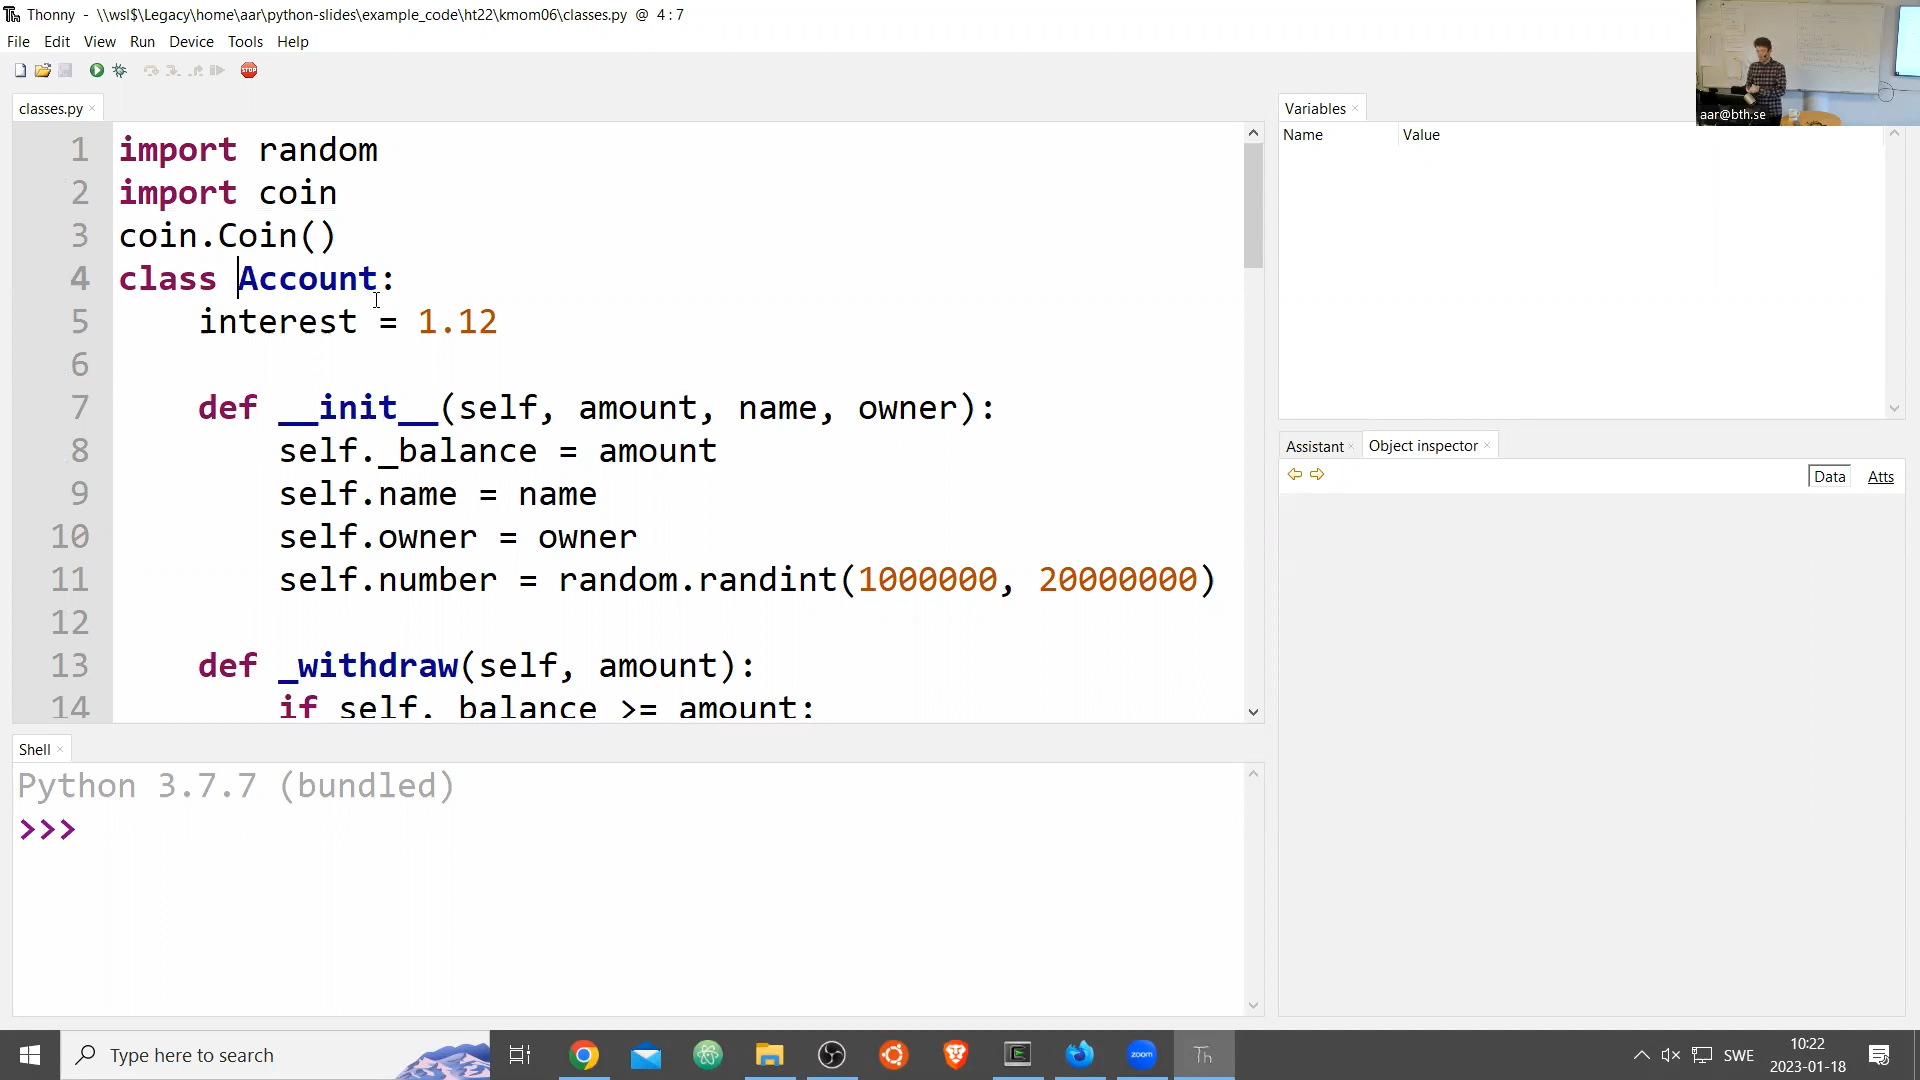 Thonny - \\wsl$\Legacy\home\aar\python-slides\example_code\ht22\kmom06\classes.py @ 4:7
File Edit View Run Device Tools Help
STOP
aar@bth.se
classes.py ×
1 import random
2 import coin
3 coin.Coin()
4 class Account:
5 interest = 1.12
6
7 def __init__(self, amount, name, owner):
8 self._balance = amount
9 self.name = name
10 self.owner = owner
11 self.number = random.randint(1000000, 20000000)
12
13 def _withdraw(self, amount):
14 if self._balance >= amount:
Variables ×
Name Value
Assistant × Object inspector ×
Data Atts
Shell ×
Python 3.7.7 (bundled)
>>>
Type here to search
zoom
Th
SWE
10:22
2023-01-18